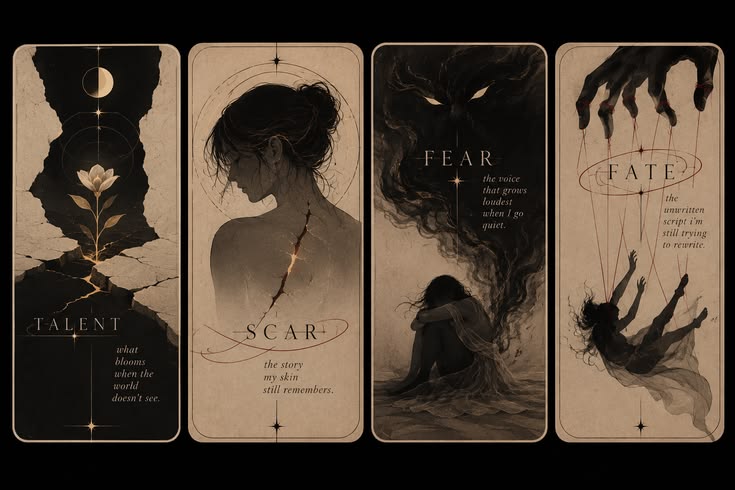 TALENT
what
blooms
when the
world
doesn't see.
SCAR
the story
my skin
still remembers.
FEAR
the voice
that grows
loudest
when I go
quiet.
FATE
the
unwritten
script i'm
still trying
to rewrite.